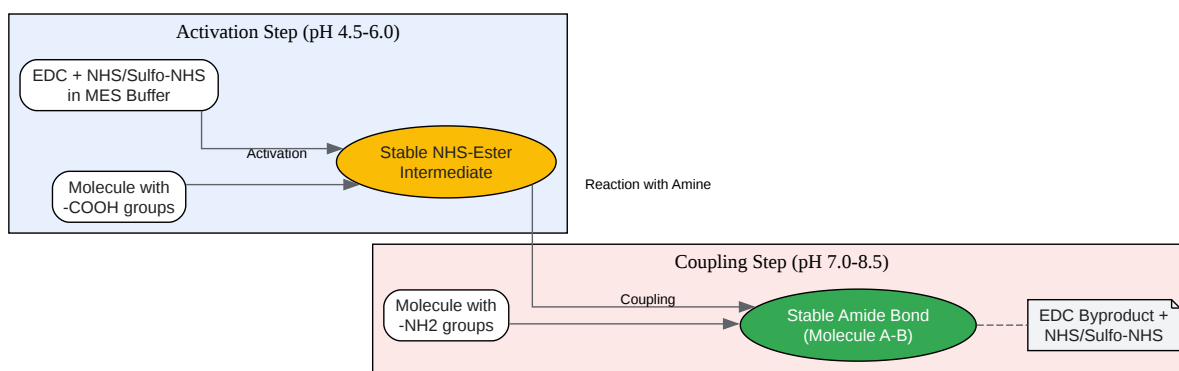 Activation Step (pH 4.5-6.0)
EDC + NHS/Sulfo-NHS
in MES Buffer
Activation
Stable NHS-Ester
Intermediate
Molecule with
-COOH groups
Reaction with Amine
Coupling Step (pH 7.0-8.5)
Molecule with
-NH2 groups
Coupling
Stable Amide Bond
(Molecule A-B)
EDC Byproduct +
NHS/Sulfo-NHS